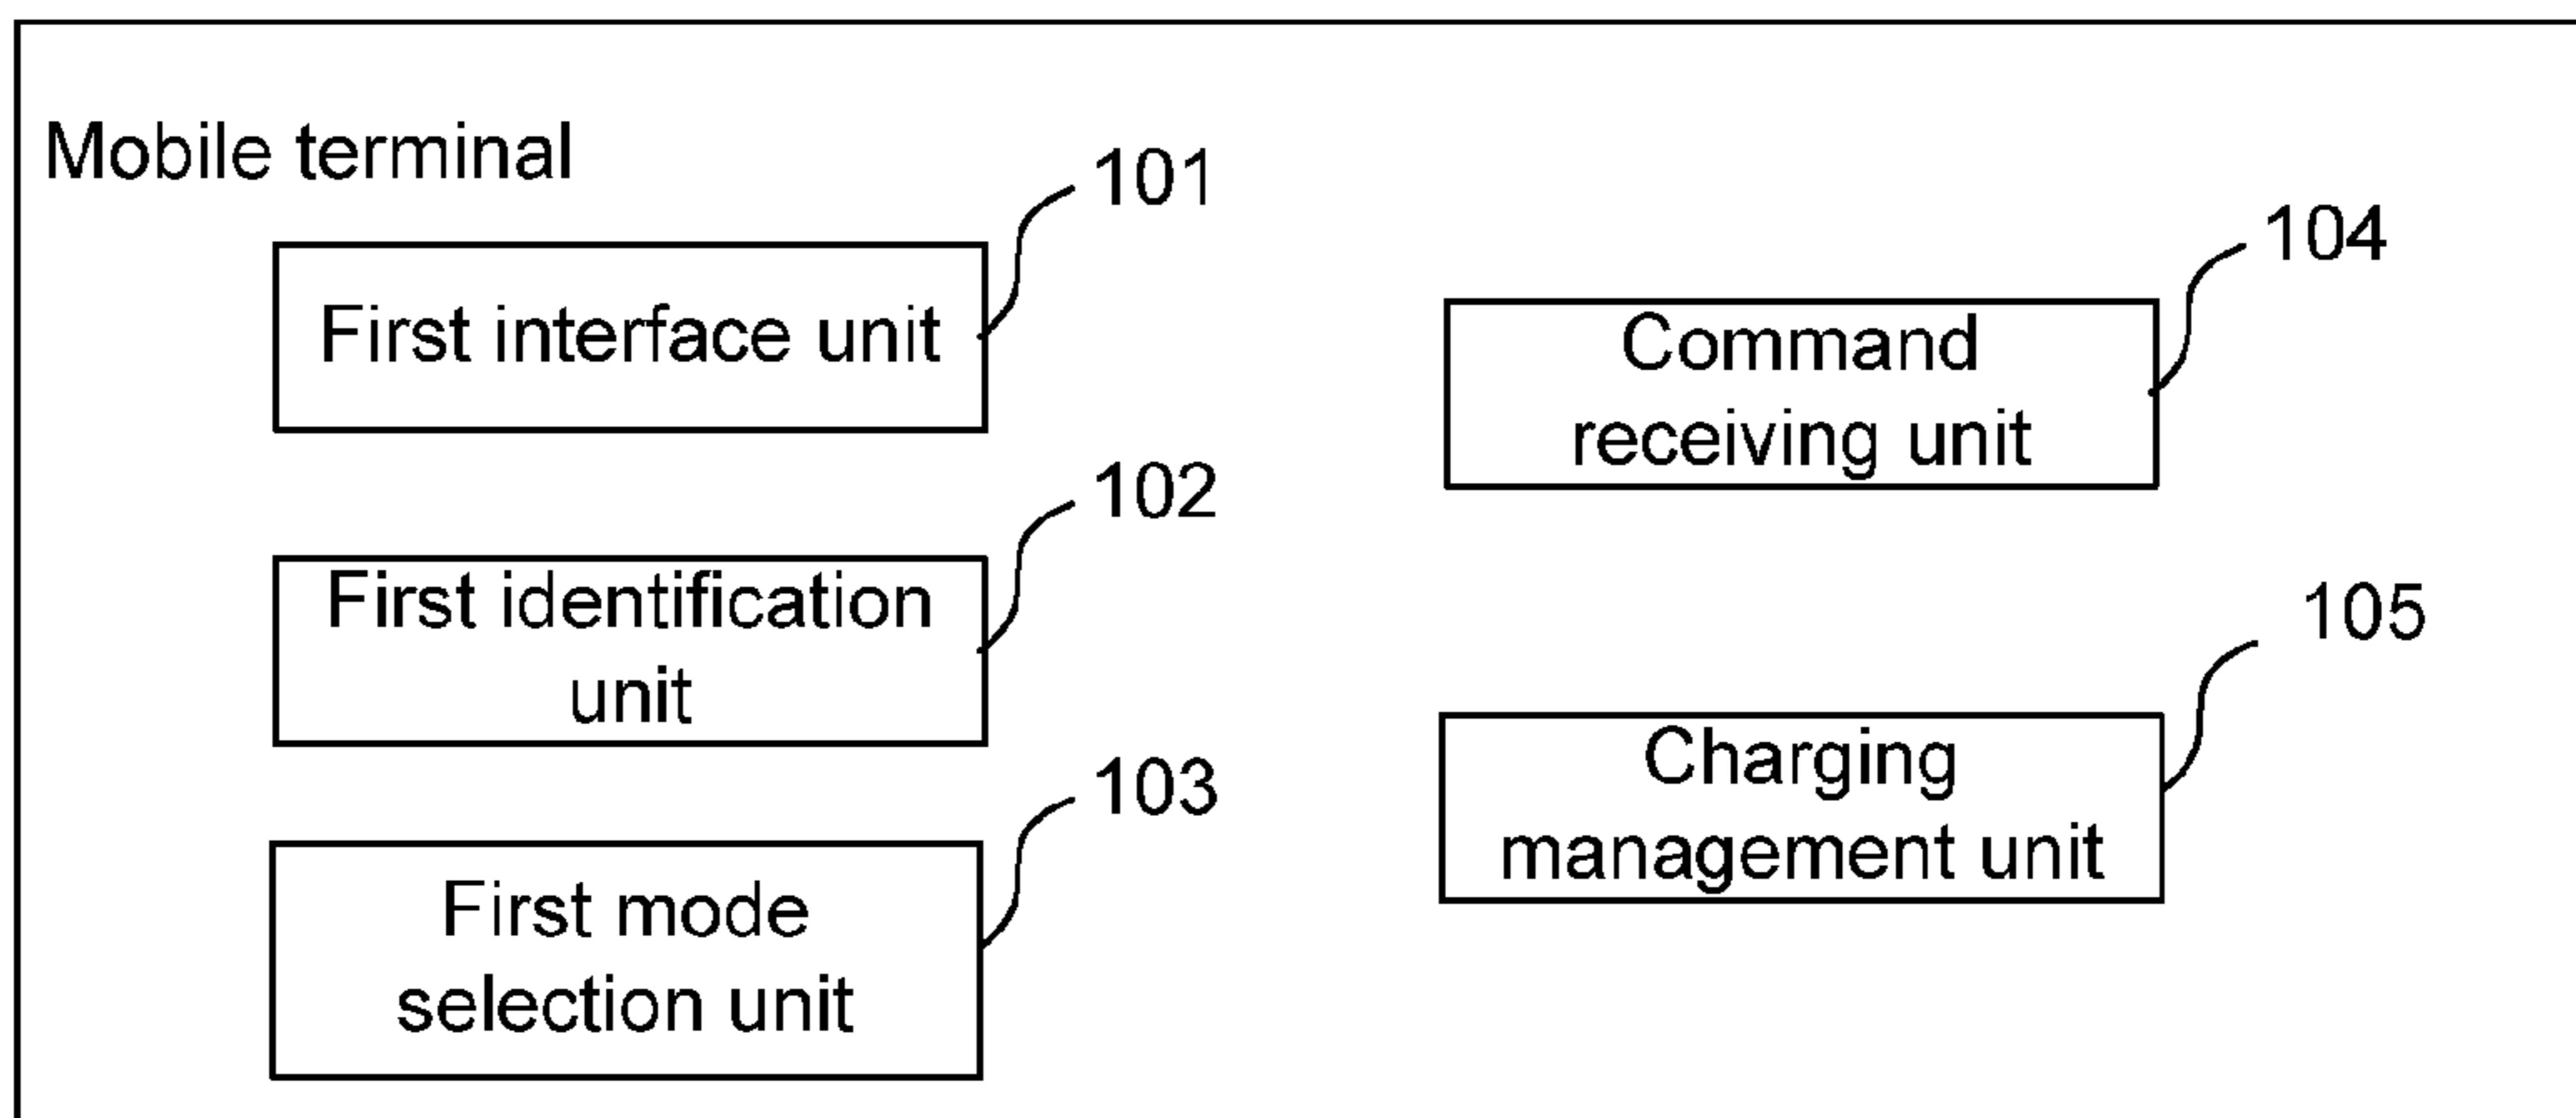 Mobile terminal
101
First interface unit
102
First identification
unit
103
First mode
selection unit
104
Command
receiving unit
105
Charging
management unit